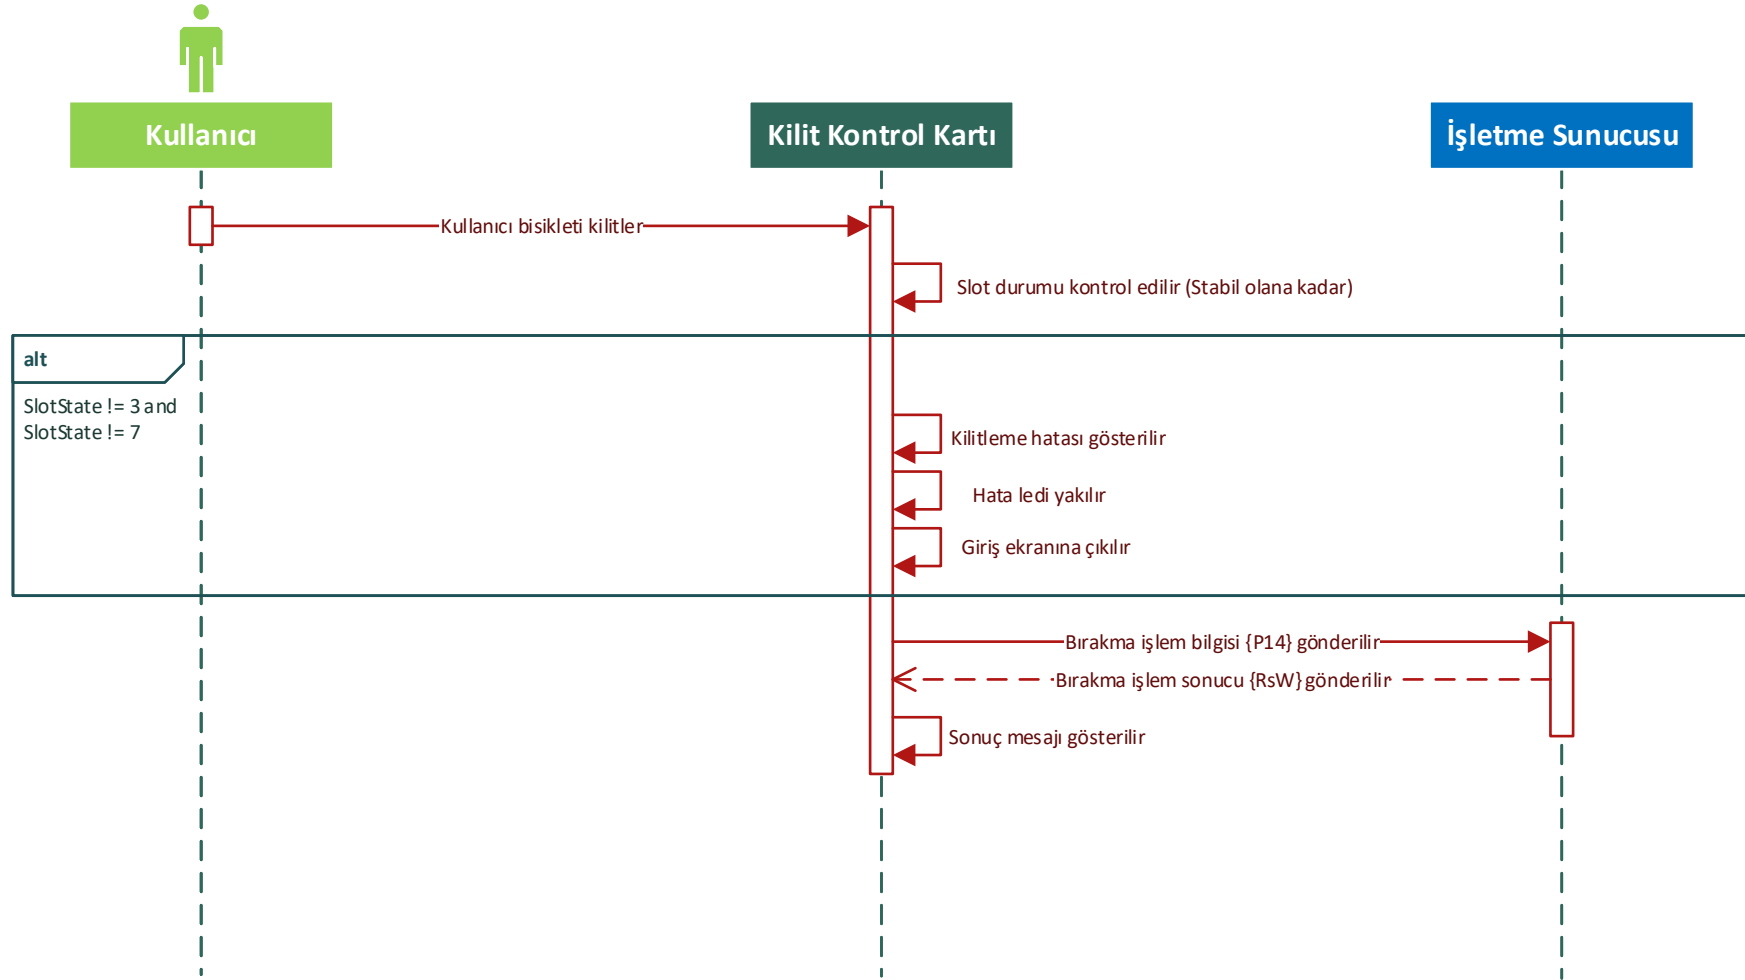 Kullanıcı
Kilit Kontrol Kartı
İşletme Sunucusu
Kullanıcı bisikleti kilitler
Slot durumu kontrol edilir (Stabil olana kadar)
alt
SlotState != 3 and
SlotState != 7
Kilitleme hatası gösterilir
Hata ledi yakılır
Giriş ekranına çıkılır
Bırakma işlem bilgisi {P14} gönderilir
Bırakma işlem sonucu {RsW} gönderilir
Sonuç mesajı gösterilir